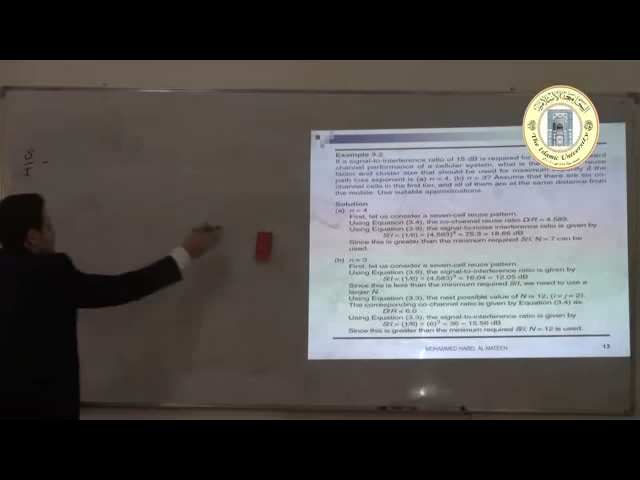 S
I
-
الجامعة الإسلامية
The Islamic University
Example 3.2
If a signal-to-interference ratio of 15 dB is required for ard
channel performance of a cellular system, what is the reuse
factor and cluster size that should be used for maximum if the
path loss exponent is (a) n = 4, (b) n = 3? Assume that there are six co-
channel cells in the first tier, and all of them are at the same distance from
the mobile. Use suitable approximations.
Solution
(a) n = 4
First, let us consider a seven-cell reuse pattern.
Using Equation (3.4), the co-channel reuse ratio D/R = 4.583.
Using Equation (3.9), the signal-to-noise interference ratio is given by
S/I = (1/6) × (4.583)⁴ = 75.3 = 18.66 dB
Since this is greater than the minimum required S/I, N = 7 can be
used.
(b) n = 3
First, let us consider a seven-cell reuse pattern.
Using Equation (3.9), the signal-to-interference ratio is given by
S/I = (1/6) × (4.583)³ = 16.04 = 12.05 dB
Since this is less than the minimum required S/I, we need to use a
larger N.
Using Equation (3.3), the next possible value of N is 12, (i = j = 2).
The corresponding co-channel ratio is given by Equation (3.4) as
D/R = 6.0
Using Equation (3.3), the signal-to-interference ratio is given by
S/I = (1/6) × (6)³ = 36 = 15.56 dB
Since this is greater than the minimum required S/I, N = 12 is used.
MOHAMMED HABEL AL-MATEEN
13